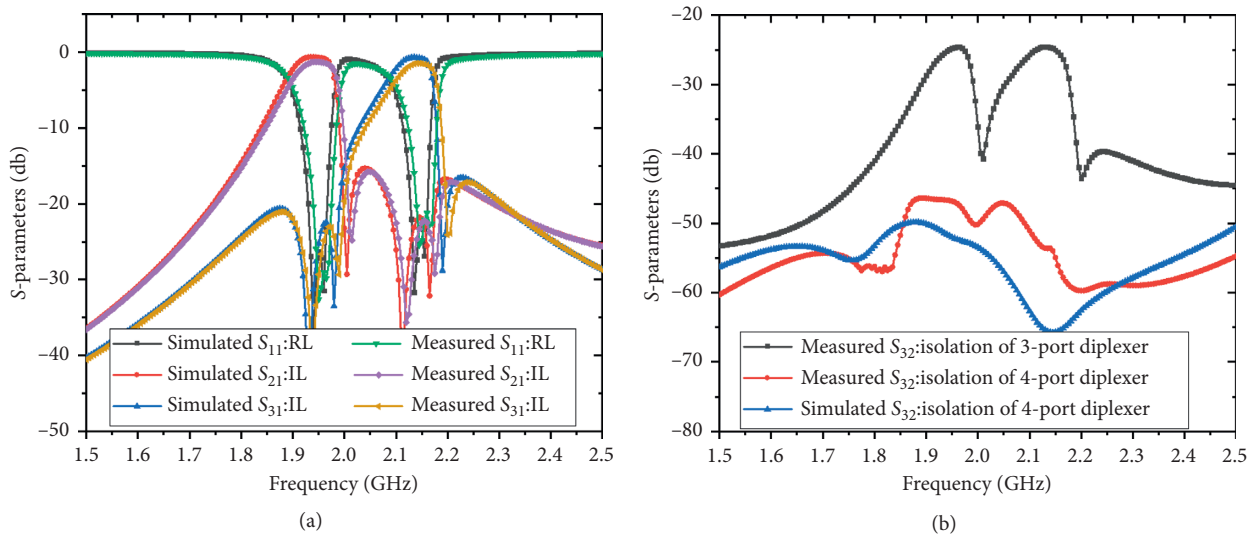 0
−10
−20
−30
−40
−50
S-parameters (db)
1.5 1.6 1.7 1.8 1.9 2.0 2.1 2.2 2.3 2.4 2.5
Frequency (GHz)
Simulated S11:RL
Simulated S21:IL
Simulated S31:IL
Measured S11:RL
Measured S21:IL
Measured S31:IL
(a)
−20
−30
−40
−50
−60
−70
−80
S-parameters (db)
1.5 1.6 1.7 1.8 1.9 2.0 2.1 2.2 2.3 2.4 2.5
Frequency (GHz)
Measured S32:isolation of 3-port diplexer
Measured S32:isolation of 4-port diplexer
Simulated S32:isolation of 4-port diplexer
(b)